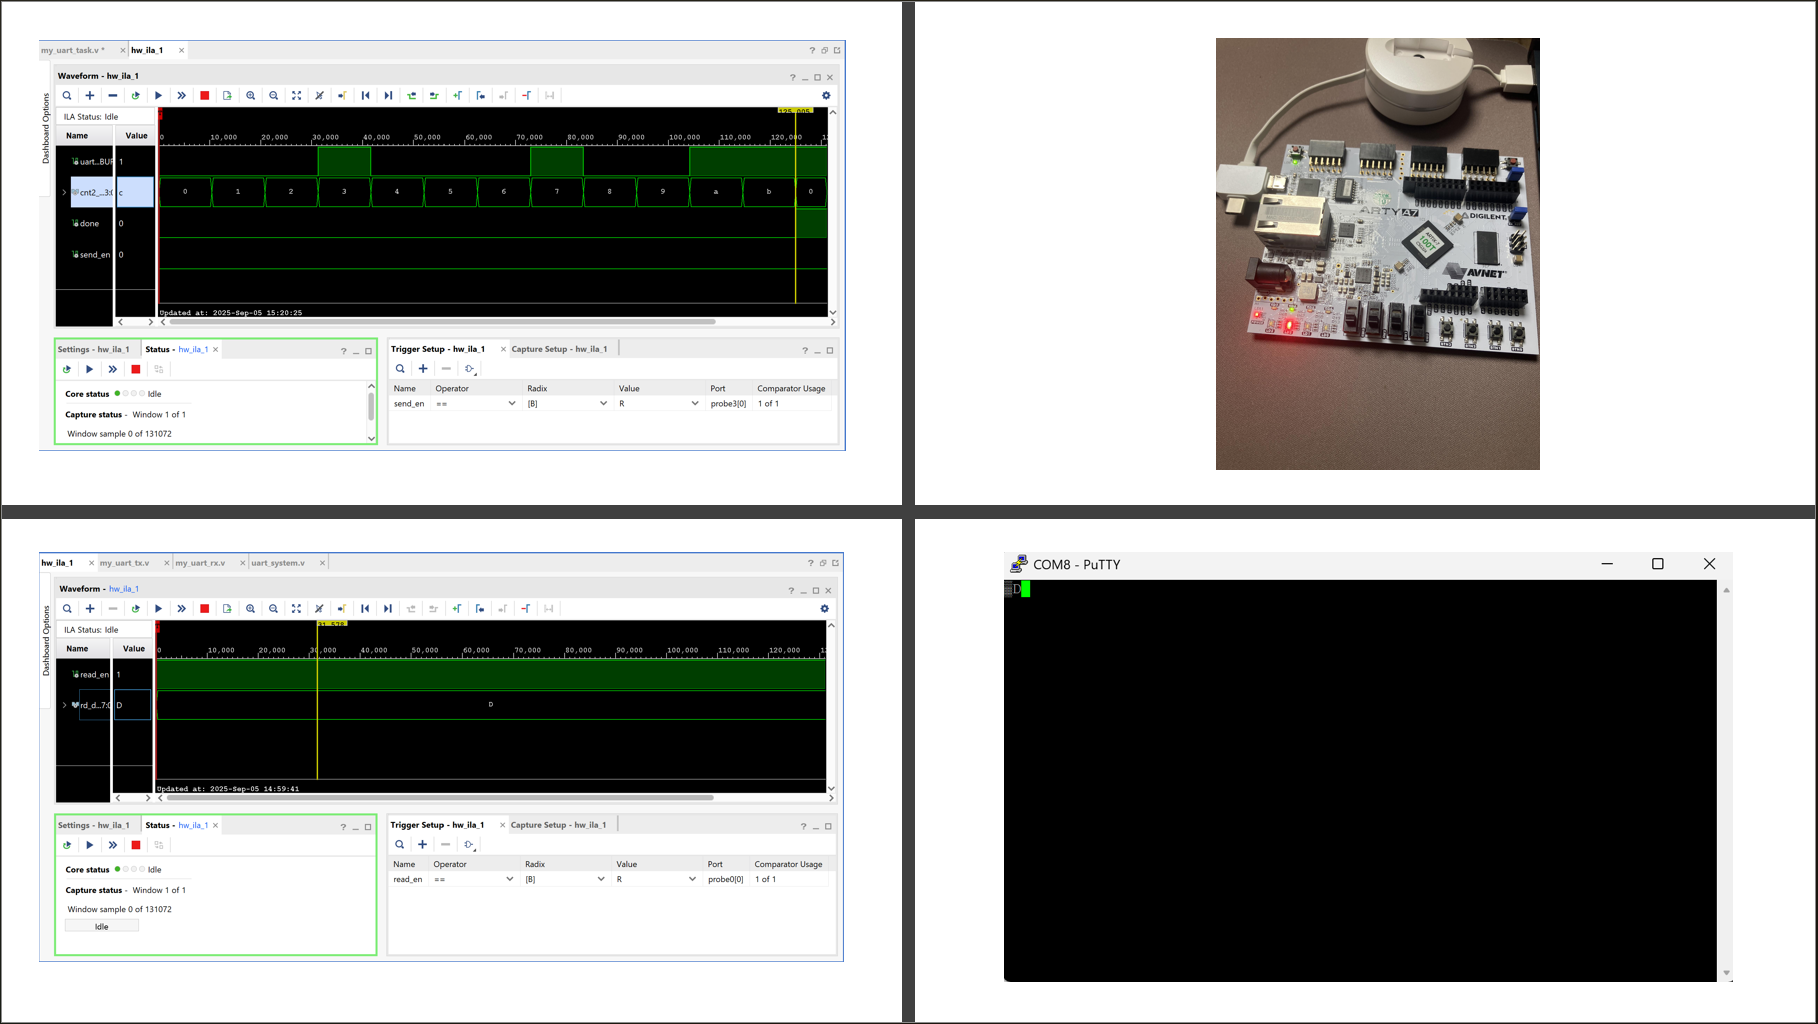 my_uart_task.v * × hw_ila_1 ×
Dashboard Options
Waveform - hw_ila_1
ILA Status: Idle
Name Value
125,005
0 10,000 20,000 30,000 40,000 50,000 60,000 70,000 80,000 90,000 100,000 110,000 120,000
uart...BUF 1
cnt2_...3:0 c 0 1 2 3 4 5 6 7 8 9 a b 0
done 0
send_en 0
Updated at: 2025-Sep-05 15:20:25
Settings - hw_ila_1 Status - hw_ila_1 ×
Core status Idle
Capture status - Window 1 of 1
Window sample 0 of 131072
Trigger Setup - hw_ila_1 × Capture Setup - hw_ila_1
Name Operator Radix Value Port Comparator Usage
send_en == [B] R probe3[0] 1 of 1
ARTY A7
DIGILENT
100T
AVNET
hw_ila_1 × my_uart_tx.v × my_uart_rx.v × uart_system.v ×
Dashboard Options
Waveform - hw_ila_1
ILA Status: Idle
Name Value
31,578
0 10,000 20,000 30,000 40,000 50,000 60,000 70,000 80,000 90,000 100,000 110,000 120,000
read_en 1
rd_d...7:0 D D
Updated at: 2025-Sep-05 14:59:41
Settings - hw_ila_1 Status - hw_ila_1 ×
Core status Idle
Capture status - Window 1 of 1
Window sample 0 of 131072
Idle
Trigger Setup - hw_ila_1 × Capture Setup - hw_ila_1
Name Operator Radix Value Port Comparator Usage
read_en == [B] R probe0[0] 1 of 1
COM8 - PuTTY
D